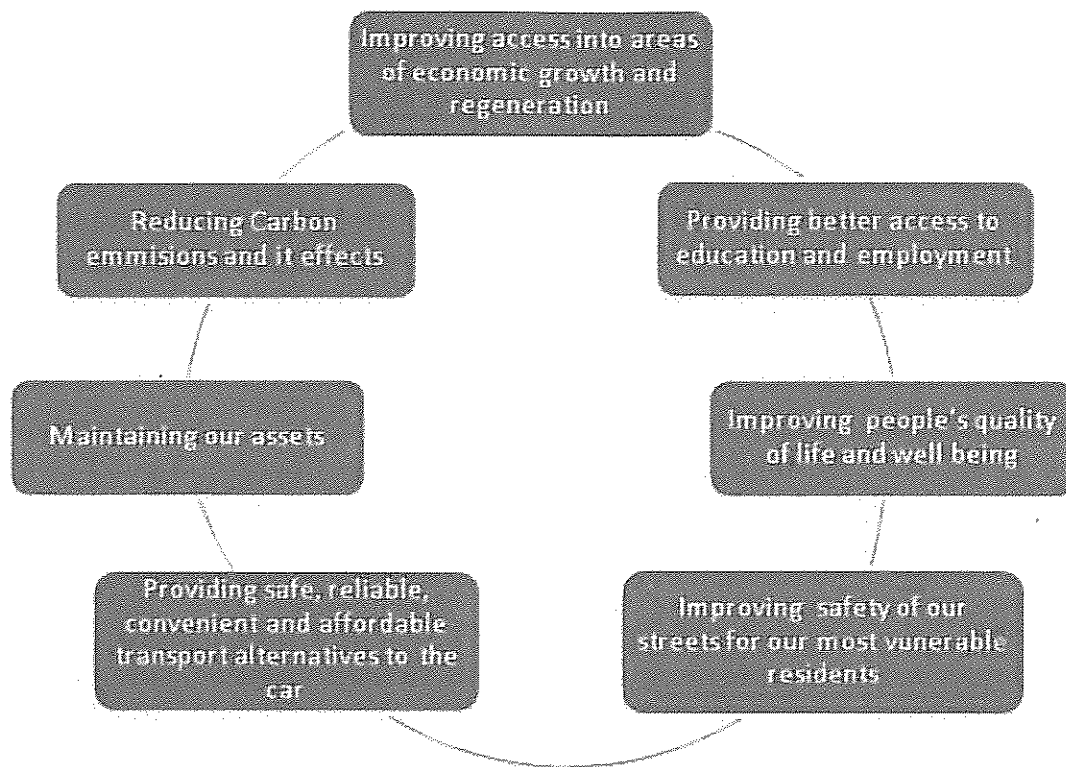 Improving access into areas
of economic growth and
regeneration
Reducing Carbon
emmisions and it effects
Providing better access to
education and employment
Maintaining our assets
Improving people's quality
of life and well being
Providing safe, reliable,
convenient and affordable
transport alternatives to the
car
Improving safety of our
streets for our most vunerable
residents